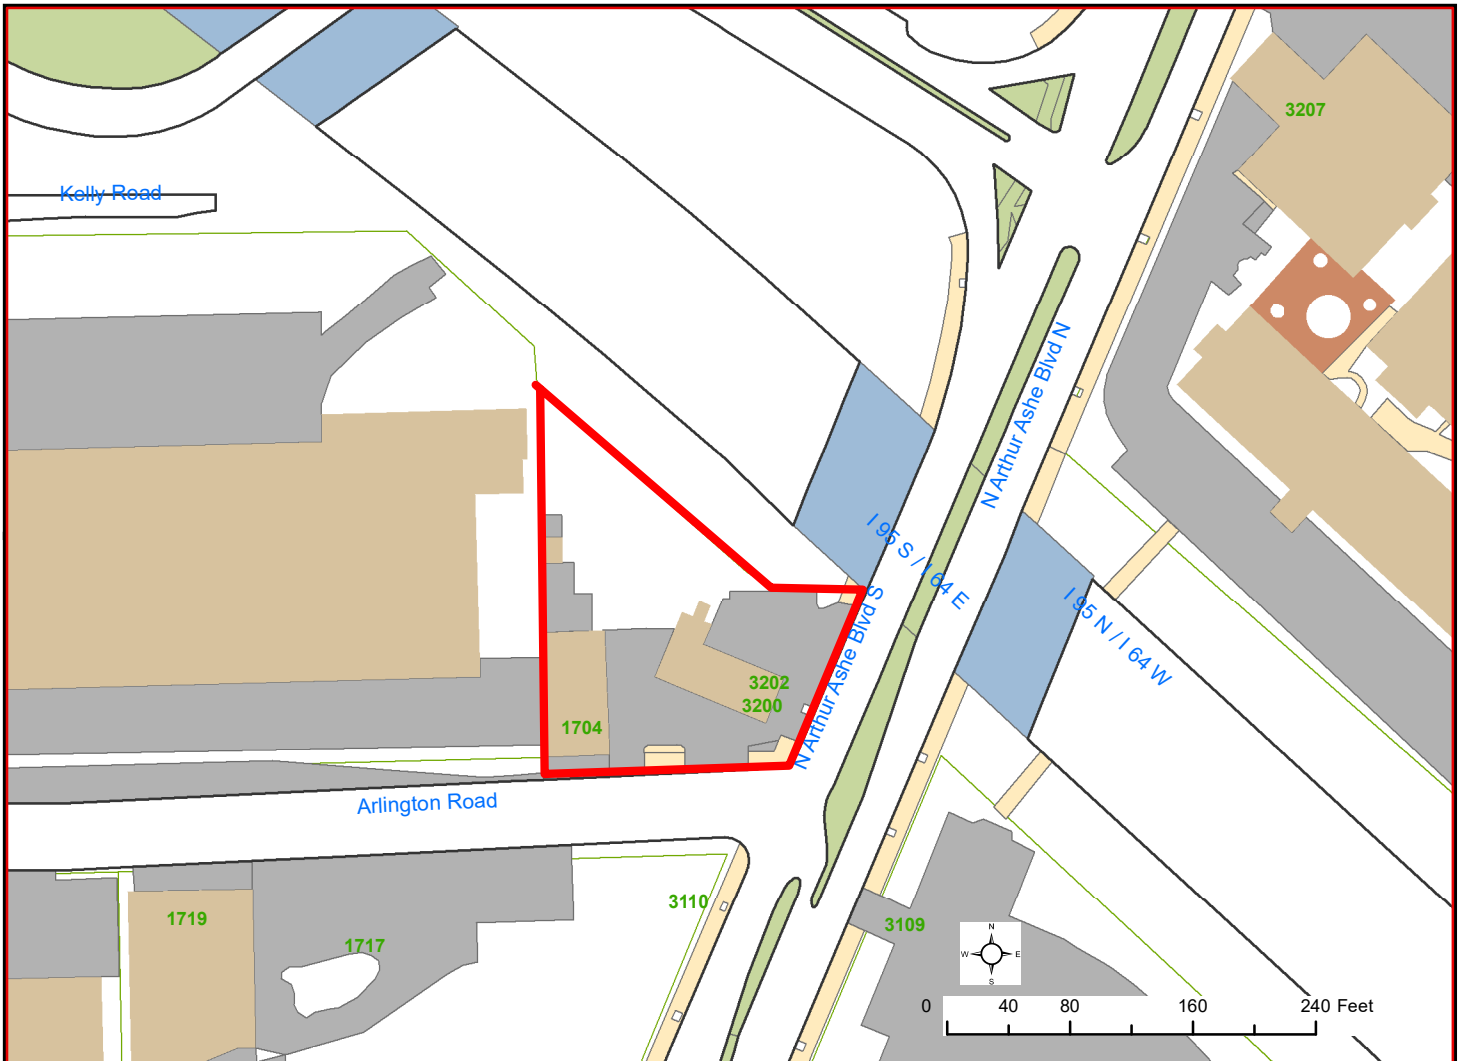 3207
Kelly Road
N Arthur Ashe Blvd N
I 95 S / I 64 E
I 95 N / I 64 W
N Arthur Ashe Blvd S
3202
3200
1704
Arlington Road
3110
1719
1717
3109
N
W E
S
0 40 80 160 240 Feet